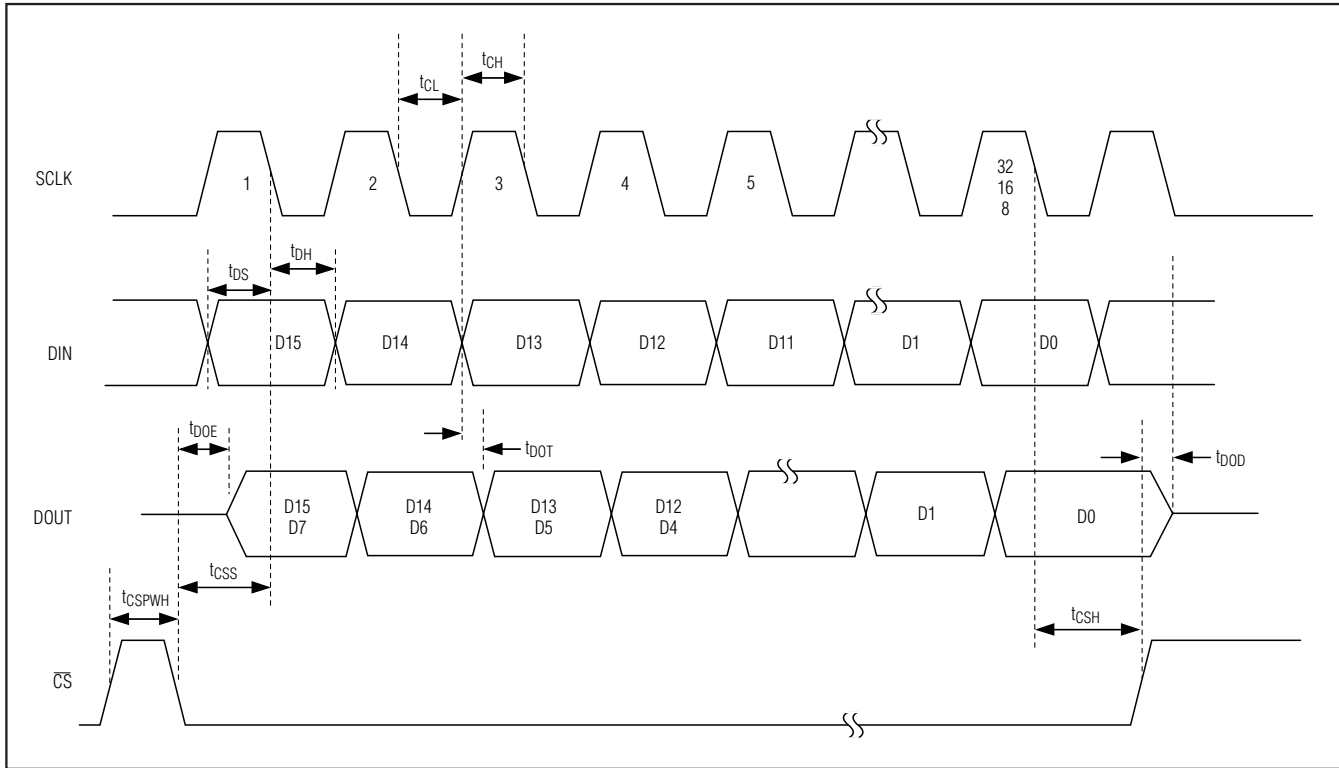 tCL
tCH
SCLK
1
2
3
4
5
32
16
8
tDS
tDH
DIN
D15
D14
D13
D12
D11
D1
D0
tDOE
tDOT
tDOD
DOUT
D15
D7
D14
D6
D13
D5
D12
D4
D1
D0
tCSPWH
tCSS
tCSH
CS